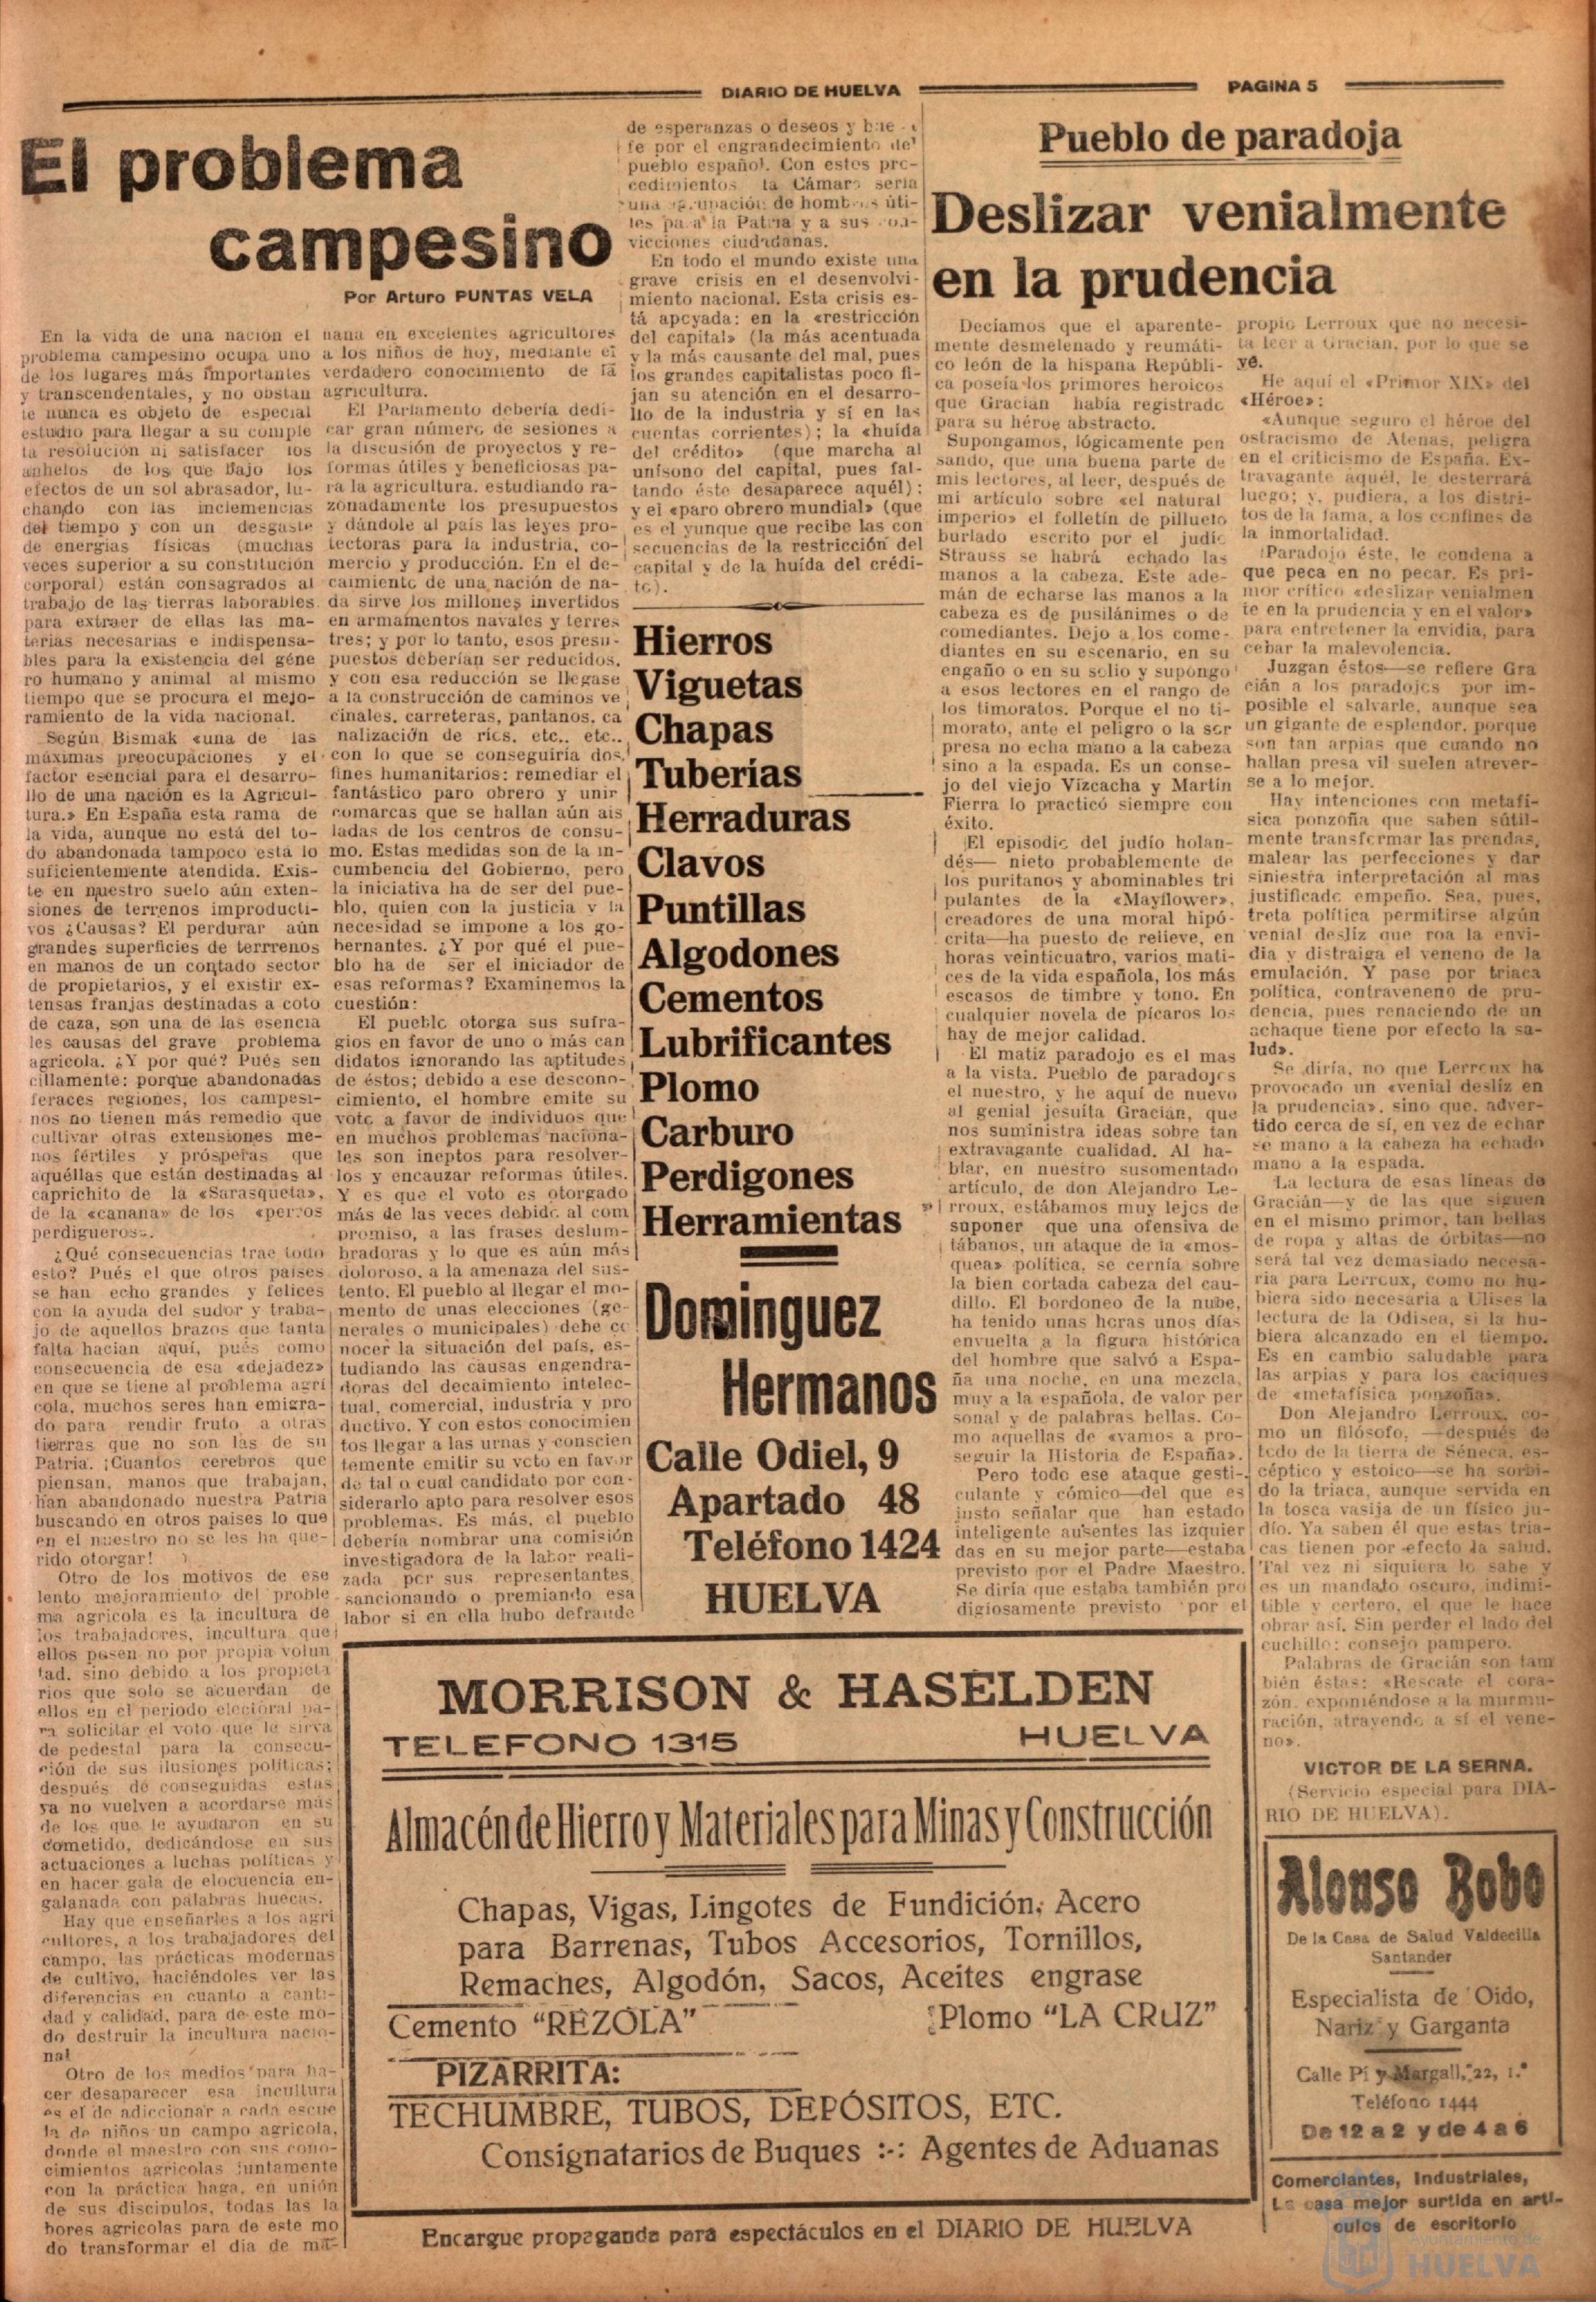 DIARIO DE HUELVA
PAGINA 5
El problema
campesino
Por Arturo PUNTAS VELA
En la vida de una nación el
problema campesino ocupa uno
de los lugares más importantes
y transcendentales, y no obstan
te nunca es objeto de especial
estudio para llegar a su comple
ta resolución ni satisfacer los
anhelos de los que bajo los
efectos de un sol abrasador, lu-
chando con las inclemencias
del tiempo y con un desgaste
de energías físicas (muchas
veces superior a su constitución
corporal) están consagrados al
trabajo de las tierras laborables
para extraer de ellas las ma-
terias necesarias e indispensa-
bles para la existencia del géne
ro humano y animal al mismo
tiempo que se procura el mejo-
ramiento de la vida nacional.
Según Bismak «una de las
máximas preocupaciones y el
factor esencial para el desarro-
llo de una nación es la Agricul-
tura.» En España esta rama de
la vida, aunque no está del to-
do abandonada tampoco está lo
suficientemente atendida. Exis-
te en nuestro suelo aún exten-
siones de terrenos improducti-
vos ¿Causas? El perdurar aún
grandes superficies de terrrenos
en manos de un contado sector
de propietarios, y el existir ex-
tensas franjas destinadas a coto
de caza, son una de las esencia
les causas del grave problema
agricola. ¿Y por qué? Pués sen
cillamente: porque abandonadas
feraces regiones, los campesi-
nos no tienen más remedio que
cultivar otras extensiones me-
nos fértiles y prósperas que
aquéllas que están destinadas al
caprichito de la «Sarasqueta»,
de la «canana» de los «perros
perdigueros».
¿Qué consecuencias trae todo
esto? Pués el que otros paises
se han echo grandes y felices
con la ayuda del sudor y traba-
jo de aquellos brazos que tanta
falta hacian aquí, pués como
consecuencia de esa «dejadez»
en que se tiene al problema agrí
cola, muchos seres han emigra-
do para rendir fruto a otras
tierras que no son las de su
Patria. ¡Cuantos cerebros que
piensan, manos que trabajan,
han abandonado nuestra Patria
buscando en otros paises lo que
en el nuestro no se les ha que-
rido otorgar!
Otro de los motivos de ese
lento mejoramiento del proble
ma agricola es la incultura de
los trabajadores, incultura que
ellos pasen no por propia volun
tad. sino debido a los propieta
rios que solo se acuerdan de
ellos en el periodo electoral pa-
ra solicitar el voto que le sirva
de pedestal para la consecu-
ción de sus ilusiones políticas;
después de conseguidas estas
ya no vuelven a acordarse más
de los que le ayudaron en su
cometido, dedicándose en sus
actuaciones a luchas políticas y
en hacer gala de elocuencia en-
galanada con palabras huecas.
Hay que enseñarles a los agri
cultores, a los trabajadores del
campo, las prácticas modernas
de cultivo, haciéndoles ver las
diferencias en cuanto a canti-
dad y calidad, para de este mo-
do destruir la incultura nacio-
nal
Otro de los medios para ha-
cer desaparecer esa incultura
es el de adiccionar a cada escue
la de niños un campo agricola,
donde el maestro con sus cono-
cimientos agricolas juntamente
con la práctica haga, en unión
de sus discipulos, todas las la
bores agricolas para de este mo
do transformar el dia de ma-
ñana en excelentes agricultores
a los niños de hoy, mediante el
verdadero conocimiento de la
agricultura.
El Parlamento debería dedi-
car gran número de sesiones a
la discusión de proyectos y re-
formas útiles y beneficiosas pa-
ra la agricultura. estudiando ra-
zonadamente los presupuestos
y dándole al país las leyes pro-
tectoras para la industria, co-
mercio y producción. En el de-
caimiento de una nación de na-
da sirve los millones invertidos
en armamentos navales y terres
tres; y por lo tanto, esos presu-
puestos deberían ser reducidos,
y con esa reducción se llegase
a la construcción de caminos ve
cinales, carreteras, pantanos, ca
nalización de rios. etc.. etc..
con lo que se conseguiría dos
fines humanitarios: remediar el
fantástico paro obrero y unir
comarcas que se hallan aún ais
ladas de los centros de consu-
mo. Estas medidas son de la in-
cumbencia del Gobierno, pero
la iniciativa ha de ser del pue-
blo, quien con la justicia y la
necesidad se impone a los go-
bernantes. ¿Y por qué el pue-
blo ha de ser el iniciador de
esas reformas? Examinemos la
cuestión:
El pueblo otorga sus sufra-
gios en favor de uno o más can
didatos ignorando las aptitudes
de éstos; debido a ese descono-
cimiento, el hombre emite su
voto a favor de individuos que
en muchos problemas naciona-
les son ineptos para resolver-
los y encauzar reformas útiles.
Y es que el voto es otorgado
más de las veces debido al com
promiso, a las frases deslum-
bradoras y lo que es aún más
doloroso, a la amenaza del sus-
tento. El pueblo al llegar el mo-
mento de unas elecciones (ge-
nerales o municipales) debe co
nocer la situación del país, es-
tudiando las causas engendra-
doras del decaimiento intelec-
tual, comercial, industria y pro
ductivo. Y con estos conocimien
tos llegar a las urnas y conscien
temente emitir su voto en favor
de tal o cual candidato por con-
siderarlo apto para resolver esos
problemas. Es más, el pueblo
debería nombrar una comisión
investigadora de la labor reali-
zada por sus representantes
sancionando o premiando esa
labor si en ella hubo defraude
de esperanzas o deseos y
fe por el engrandecimiento del
pueblo español. Con estos pro-
cedimientos la Cámara seria
una agrupación de hombres úti-
les para la Patria y a sus con-
vicciones ciudadanas.
En todo el mundo existe una
grave crisis en el desenvolvi-
miento nacional. Esta crisis es-
tá apoyada: en la «restricción
del capital» (la más acentuada
y la más causante del mal, pues
los grandes capitalistas poco fi-
jan su atención en el desarro-
llo de la industria y sí en las
cuentas corrientes); la «huída
del crédito» (que marcha al
unísono del capital, pues fal-
tando éste desaparece aquél);
y el «paro obrero mundial» (que
es el yunque que recibe las con
secuencias de la restricción del
capital y de la huída del crédi-
to).
Hierros
Viguetas
Chapas
Tuberías
Herraduras
Clavos
Puntillas
Algodones
Cementos
Lubrificantes
Plomo
Carburo
Perdigones
Herramientas
Dominguez
Hermanos
Calle Odiel, 9
Apartado 48
Teléfono 1424
HUELVA
Pueblo de paradoja
Deslizar venialmente
en la prudencia
Decíamos que el aparente-
mente desmelenado y reumáti-
co león de la hispana Repúbli-
ca poseía los primores heroicos
que Gracian había registrado
para su héroe abstracto.
Supongamos, lógicamente pen
sando, que una buena parte de
mis lectores, al leer, después de
mi artículo sobre «el natural
imperio» el folletín de pilluelo
burlado escrito por el judío
Strauss se habrá echado las
manos a la cabeza. Este ade-
mán de echarse las manos a la
cabeza es de pusilánimes o de
comediantes. Dejo a los come-
diantes en su escenario, en su
engaño o en su solio y supongo
a esos lectores en el rango de
los timoratos. Porque el no ti-
morato, ante el peligro o la sor
presa no echa mano a la cabeza
sino a la espada. Es un conse-
jo del viejo Vizcacha y Martín
Fierra lo practicó siempre con
éxito.
El episodio del judío holan-
dés— nieto probablemente de
los puritanos y abominables tri
pulantes de la «Mayflower»,
creadores de una moral hipó-
crita—ha puesto de relieve, en
horas veinticuatro, varios mati-
ces de la vida española, los más
escasos de timbre y tono. En
cualquier novela de pícaros los
hay de mejor calidad.
El matiz paradojo es el mas
a la vista. Pueblo de paradojos
el nuestro, y he aquí de nuevo
al genial jesuíta Gracián, que
nos suministra ideas sobre tan
extravagante cualidad. Al ha-
blar, en nuestro susomentado
artículo, de don Alejandro Le-
rroux, estábamos muy lejos de
suponer que una ofensiva de
tábanos, un ataque de la «mos-
quea» política, se cernía sobre
la bien cortada cabeza del cau-
dillo. El bordoneo de la nube,
ha tenido unas horas unos días
envuelta a la figura histórica
del hombre que salvó a Espa-
ña una noche, en una mezcla,
muy a la española, de valor per
sonal y de palabras bellas. Co-
mo aquellas de «vamos a pro-
seguir la Historia de España».
Pero todo ese ataque gesti-
culante y cómico—del que es
justo señalar que han estado
inteligente ausentes las izquier
das en su mejor parte—estaba
previsto por el Padre Maestro.
Se diría que estaba también pro
digiosamente previsto por el
propio Lerroux que no necesi-
ta leer a Gracián, por lo que se
ve.
He aquí el «Primor XIX» del
«Héroe»:
«Aunque seguro el héroe del
ostracismo de Atenas, peligra
en el criticismo de España. Ex-
travagante aquél, le desterrará
luego; y, pudiera, a los distri-
tos de la fama, a los confines de
la inmortalidad.
Paradojo éste, le condena a
que peca en no pecar. Es pri-
mor crítico «deslizar venialmen
te en la prudencia y en el valor»
para entretener la envidia, para
cebar la malevolencia.
Juzgan éstos—se refiere Gra
cián a los paradojos por im-
posible el salvarle, aunque sea
un gigante de esplendor, porque
son tan arpias que cuando no
hallan presa vil suelen atrever-
se a lo mejor.
Hay intenciones con metafí-
sica ponzoña que saben sútil-
mente transformar las prendas,
malear las perfecciones y dar
siniestra interpretación al mas
justificado empeño. Sea, pues,
treta política permitirse algún
venial desliz que roa la envi-
dia y distraiga el veneno de la
emulación. Y pase por triaca
política, contraveneno de pru-
dencia, pues renaciendo de un
achaque tiene por efecto la sa-
lud».
Se diría, no que Lerroux ha
provocado un «venial desliz en
la prudencia», sino que, adver-
tido cerca de sí, en vez de echar
se mano a la cabeza ha echado
mano a la espada.
La lectura de esas líneas de
Gracián—y de las que siguen
en el mismo primor, tan bellas
de ropa y altas de órbitas—no
será tal vez demasiado necesa-
ria para Lerroux, como no hu-
biera sido necesaria a Ulises la
lectura de la Odisea, si la hu-
biera alcanzado en el tiempo.
Es en cambio saludable para
las arpias y para los caciques
de «metafísica ponzoña».
Don Alejandro Lerroux, co-
mo un filósofo, —después de
todo de la tierra de Séneca, es-
céptico y estoico—se ha sorbi-
do la triaca, aunque servida en
la tosca vasija de un físico ju-
dío. Ya saben él que estas tria-
cas tienen por efecto la salud.
Tal vez ni siquiera lo sabe y
es un mandato oscuro, indimi-
tible y certero, el que le hace
obrar así. Sin perder el lado del
cuchillo: consejo pampero.
Palabras de Gracián son tam
bién éstas: «Rescate el cora-
zón, exponiéndose a la murmu-
ración, atrayendo a sí el vene-
no».
VICTOR DE LA SERNA.
(Servicio especial para DIA-
RIO DE HUELVA).
MORRISON & HASELDEN
TELEFONO 1315
HUELVA
Almacén de Hierro y Materiales para Minas y Construcción
Chapas, Vigas, Lingotes de Fundición, Acero
para Barrenas, Tubos Accesorios, Tornillos,
Remaches, Algodón, Sacos, Aceites engrase
Cemento "REZOLA"
Plomo "LA CRUZ"
PIZARRITA:
TECHUMBRE, TUBOS, DEPÓSITOS, ETC.
Consignatarios de Buques :-: Agentes de Aduanas
Encargue propaganda para espectáculos en el DIARIO DE HUELVA
Alonso Bobo
De la Casa de Salud Valdecilla
Santander
Especialista de Oido,
Nariz y Garganta
Calle Pí y Margall, 22, 1.º
Teléfono 1444
De 12 a 2 y de 4 a 6
Comerciantes, Industriales,
La casa mejor surtida en artí-
culos de escritorio
Ayuntamiento de
HUELVA